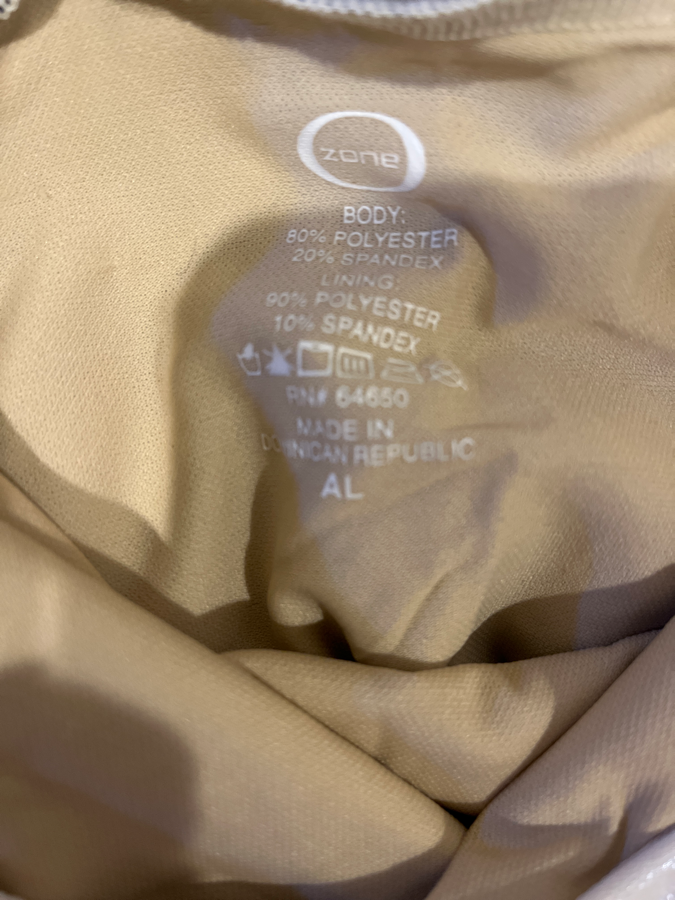 O
zone
BODY:
80% POLYESTER
20% SPANDEX
LINING:
90% POLYESTER
10% SPANDEX
RN# 64650
MADE IN
DOMINICAN REPUBLIC
AL